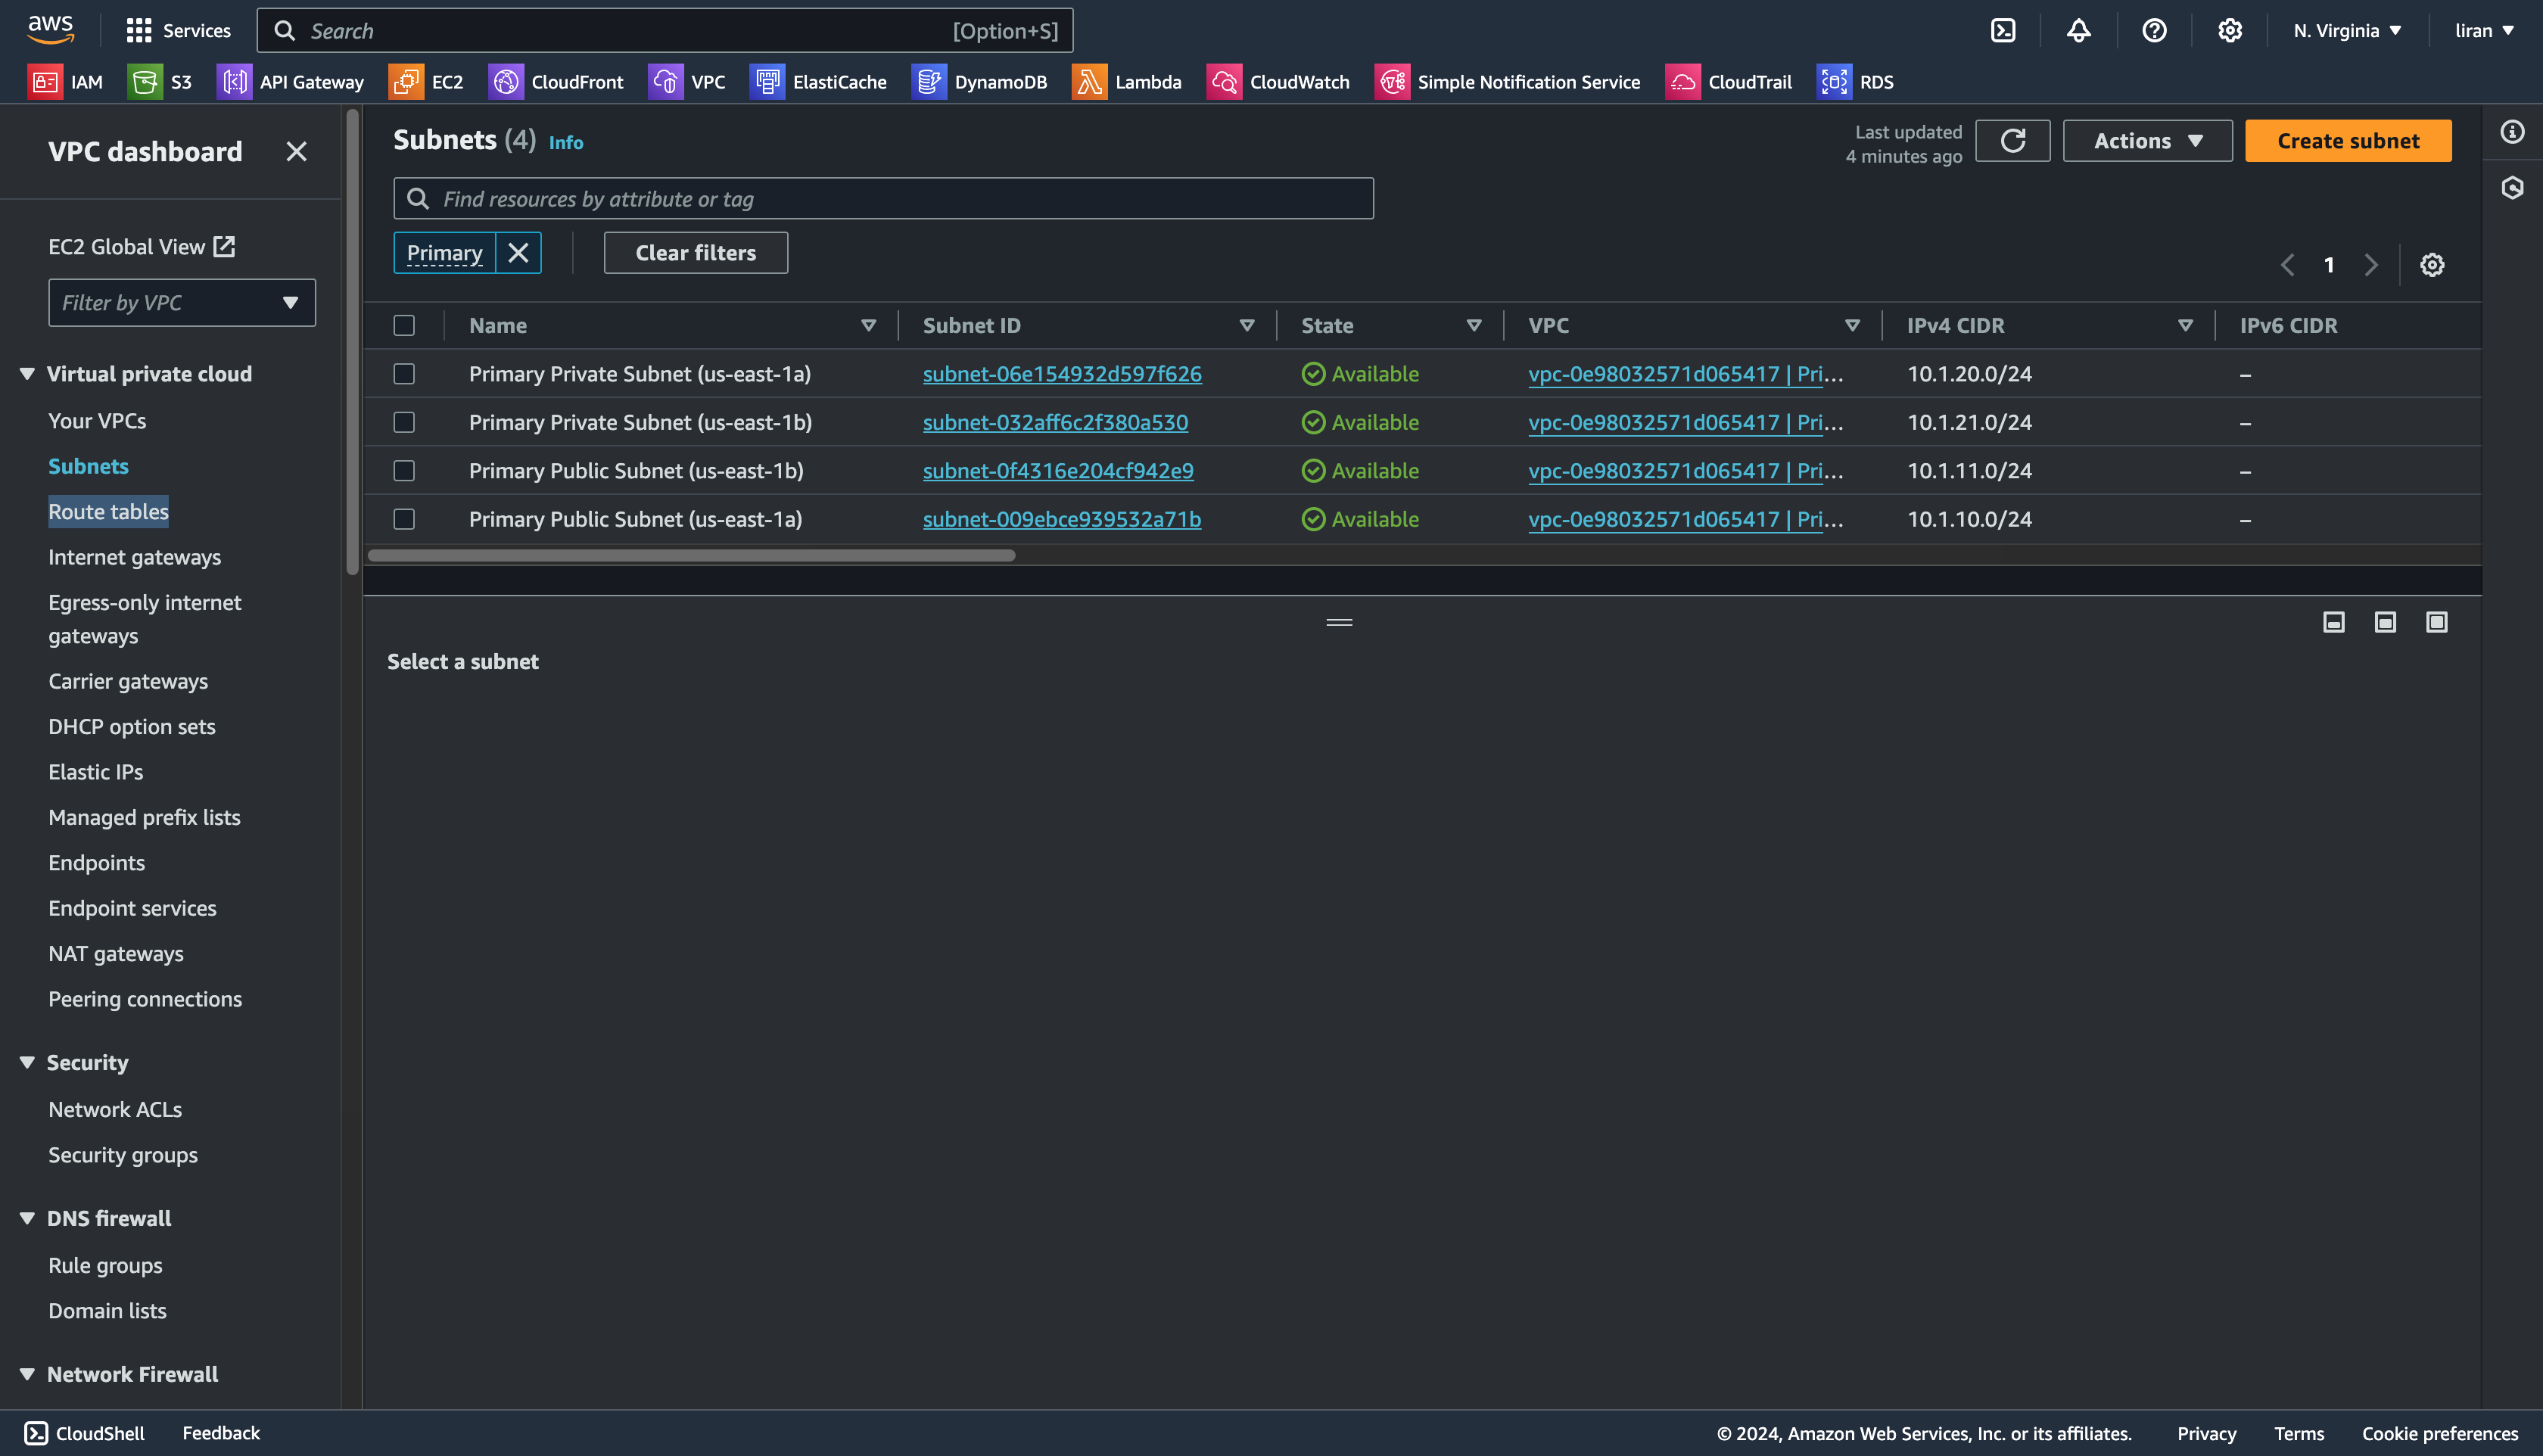 aws
Services
Search [Option+S]
N. Virginia
liran
IAM S3 API Gateway EC2 CloudFront VPC ElastiCache DynamoDB Lambda CloudWatch Simple Notification Service CloudTrail RDS
VPC dashboard
EC2 Global View
Filter by VPC
Virtual private cloud
Your VPCs
Subnets
Route tables
Internet gateways
Egress-only internet
gateways
Carrier gateways
DHCP option sets
Elastic IPs
Managed prefix lists
Endpoints
Endpoint services
NAT gateways
Peering connections
Security
Network ACLs
Security groups
DNS firewall
Rule groups
Domain lists
Network Firewall
Subnets (4) Info
Last updated
4 minutes ago
Actions
Create subnet
Find resources by attribute or tag
Primary
Clear filters
1
Name Subnet ID State VPC IPv4 CIDR IPv6 CIDR
Primary Private Subnet (us-east-1a) subnet-06e154932d597f626 Available vpc-0e98032571d065417 | Pri... 10.1.20.0/24 –
Primary Private Subnet (us-east-1b) subnet-032aff6c2f380a530 Available vpc-0e98032571d065417 | Pri... 10.1.21.0/24 –
Primary Public Subnet (us-east-1b) subnet-0f4316e204cf942e9 Available vpc-0e98032571d065417 | Pri... 10.1.11.0/24 –
Primary Public Subnet (us-east-1a) subnet-009ebce939532a71b Available vpc-0e98032571d065417 | Pri... 10.1.10.0/24 –
Select a subnet
CloudShell Feedback © 2024, Amazon Web Services, Inc. or its affiliates. Privacy Terms Cookie preferences